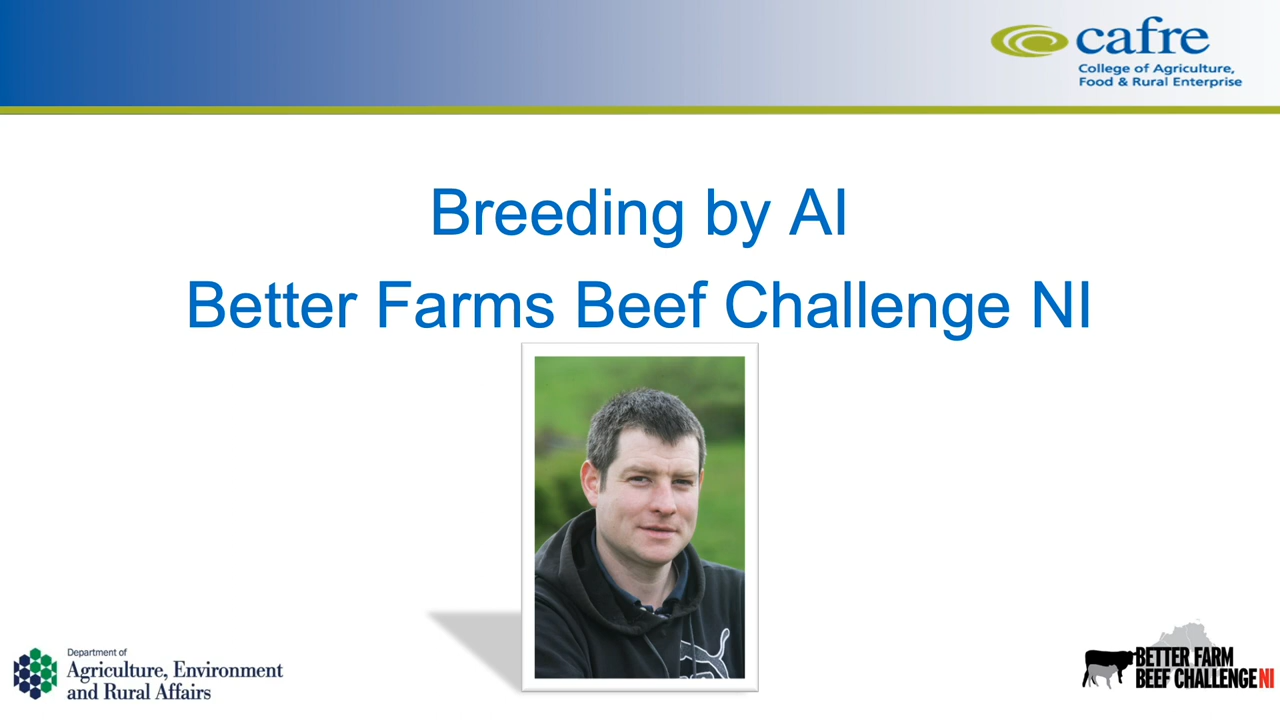 cafre
College of Agriculture,
Food & Rural Enterprise
Breeding by AI
Better Farms Beef Challenge NI
Department of
Agriculture, Environment
and Rural Affairs
BETTER FARM
BEEF CHALLENGE NI